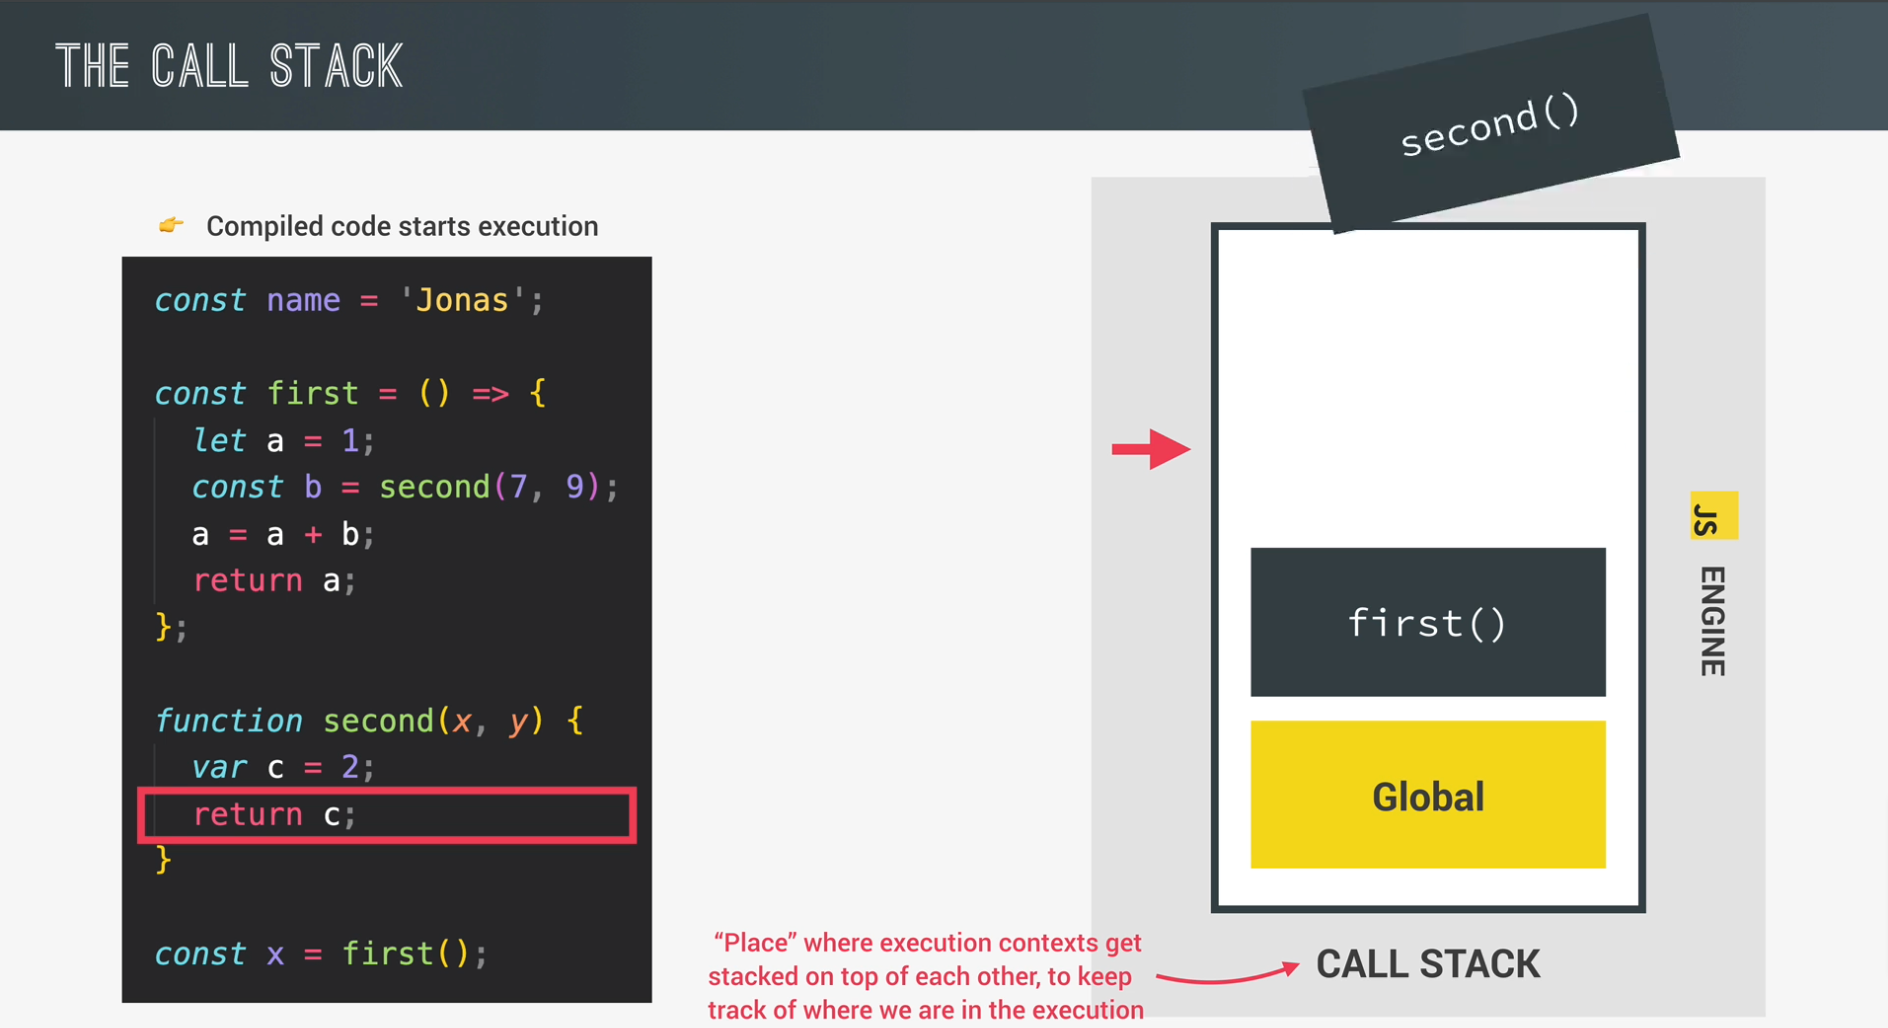 THE CALL STACK
second()
👉 Compiled code starts execution
const name = 'Jonas';
const first = () => {
let a = 1;
const b = second(7, 9);
a = a + b;
return a;
};
function second(x, y) {
var c = 2;
return c;
}
const x = first();
first()
Global
JS ENGINE
CALL STACK
“Place” where execution contexts get
stacked on top of each other, to keep
track of where we are in the execution